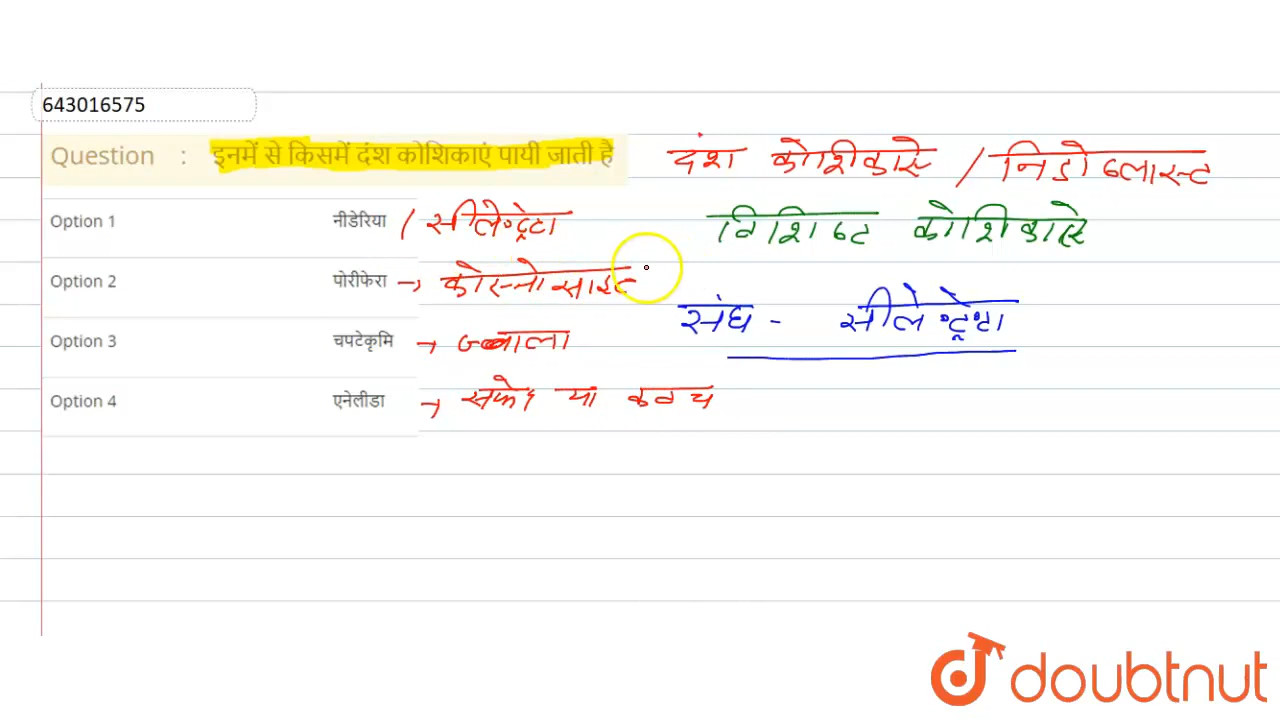 643016575
Question : इनमें से किसमें दंश कोशिकाएं पायी जाती है
दंश कोशिकाऐ / निडोब्लास्ट
Option 1 नीडेरिया / सीलेन्ट्रेटा
विशिष्ट कोशिकाऐ
Option 2 पोरीफेरा → कोएनोसाइट
संघ - सीलेन्ट्रेटा
Option 3 चपटेकृमि → ज्वाला
Option 4 एनेलीडा → या कवच
doubtnut